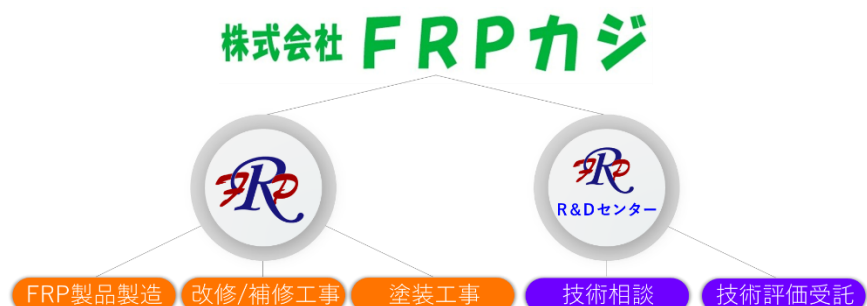 株式会社 FRPカジ
FRP
FRP
R&Dセンター
FRP製品製造
改修/補修工事
塗装工事
技術相談
技術評価受託